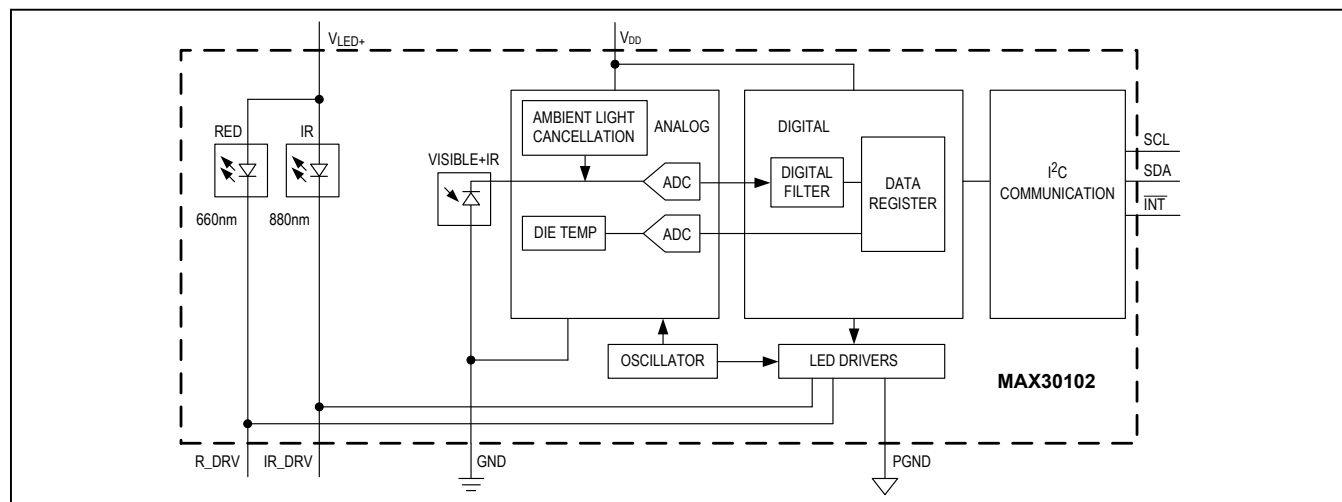 VLED+
VDD
RED
IR
660nm
880nm
VISIBLE+IR
AMBIENT LIGHT
CANCELLATION
ANALOG
ADC
DIE TEMP
ADC
DIGITAL
DIGITAL
FILTER
DATA
REGISTER
I²C
COMMUNICATION
SCL
SDA
INT
OSCILLATOR
LED DRIVERS
MAX30102
R_DRV
IR_DRV
GND
PGND